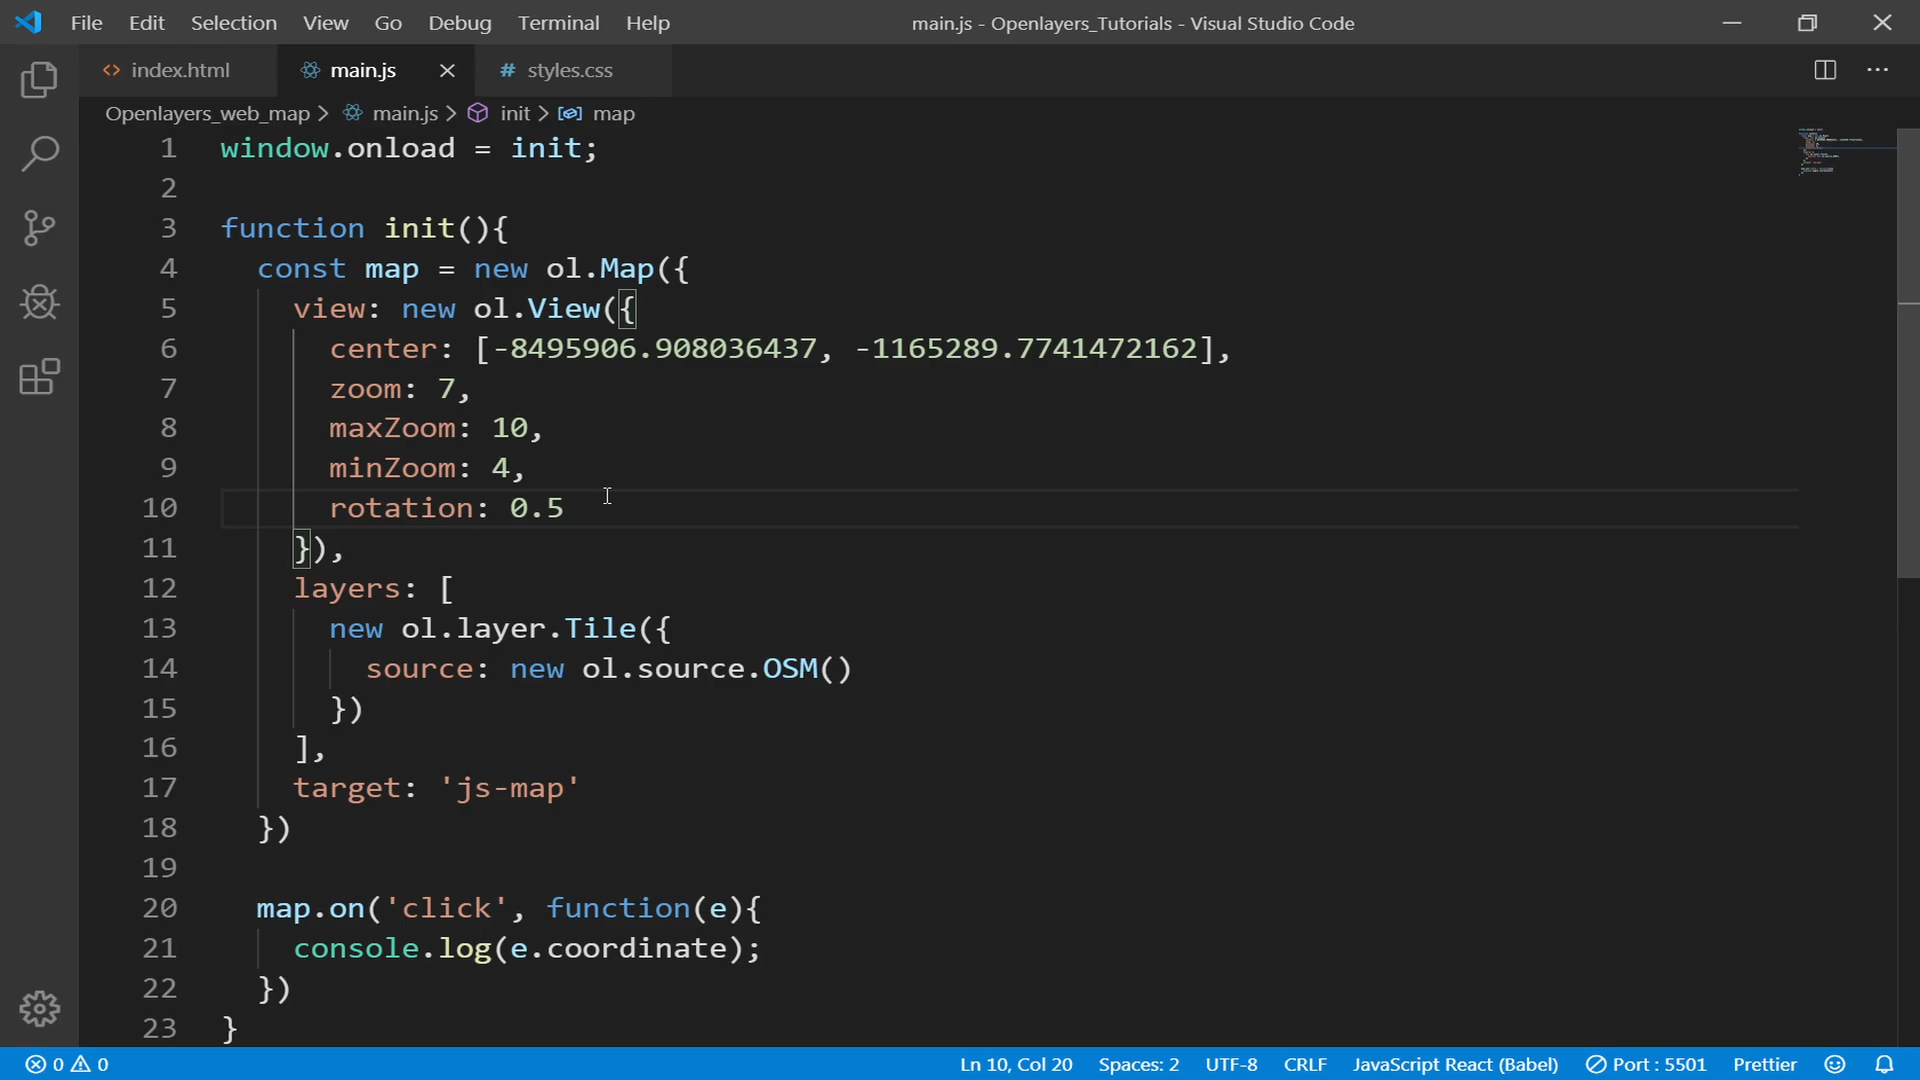 File Edit Selection View Go Debug Terminal Help main.js - Openlayers_Tutorials - Visual Studio Code
index.html main.js styles.css
Openlayers_web_map > main.js > init > map
1 window.onload = init;
2
3 function init(){
4 const map = new ol.Map({
5 view: new ol.View({
6 center: [-8495906.908036437, -1165289.7741472162],
7 zoom: 7,
8 maxZoom: 10,
9 minZoom: 4,
10 rotation: 0.5
11 }),
12 layers: [
13 new ol.layer.Tile({
14 source: new ol.source.OSM()
15 })
16 ],
17 target: 'js-map'
18 })
19
20 map.on('click', function(e){
21 console.log(e.coordinate);
22 })
23 }
0 0 Ln 10, Col 20 Spaces: 2 UTF-8 CRLF JavaScript React (Babel) Port : 5501 Prettier